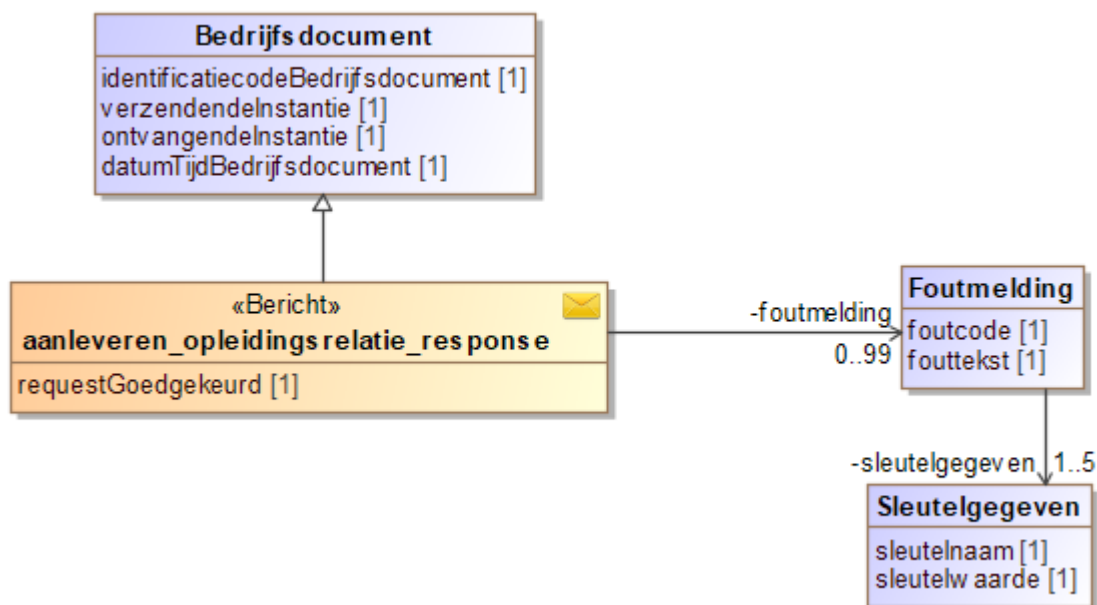 Bedrijfsdocument
identificatiecodeBedrijfsdocument [1]
verzendendeInstantie [1]
ontvangendeInstantie [1]
datumTijdBedrijfsdocument [1]
«Bericht»
aanleveren_opleidingsrelatie_response
requestGoedgekeurd [1]
-foutmelding
0..99
Foutmelding
foutcode [1]
fouttekst [1]
-sleutelgegeven 1..5
Sleutelgegeven
sleutelnaam [1]
sleutelwaarde [1]